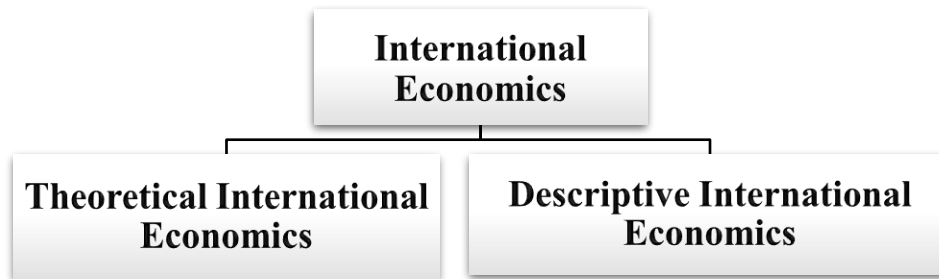 International
Economics
Theoretical International
Economics
Descriptive International
Economics